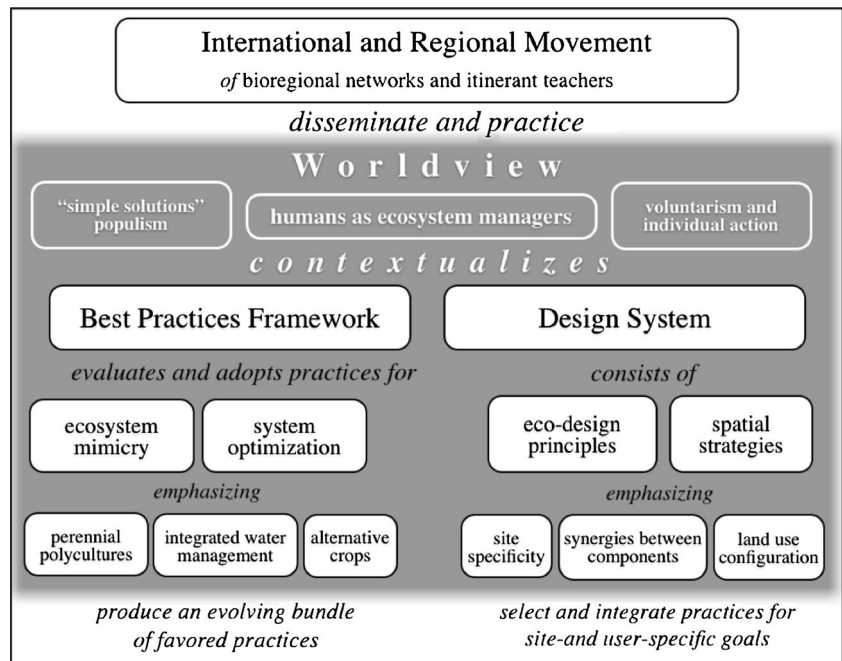 International and Regional Movement
of bioregional networks and itinerant teachers
disseminate and practice
Worldview
"simple solutions"
populism
humans as ecosystem managers
voluntarism and
individual action
contextualizes
Best Practices Framework
Design System
evaluates and adopts practices for
consists of
ecosystem
mimicry
system
optimization
eco-design
principles
spatial
strategies
emphasizing
emphasizing
perennial
polycultures
integrated water
management
alternative
crops
site
specificity
synergies between
components
land use
configuration
produce an evolving bundle
of favored practices
select and integrate practices for
site-and user-specific goals